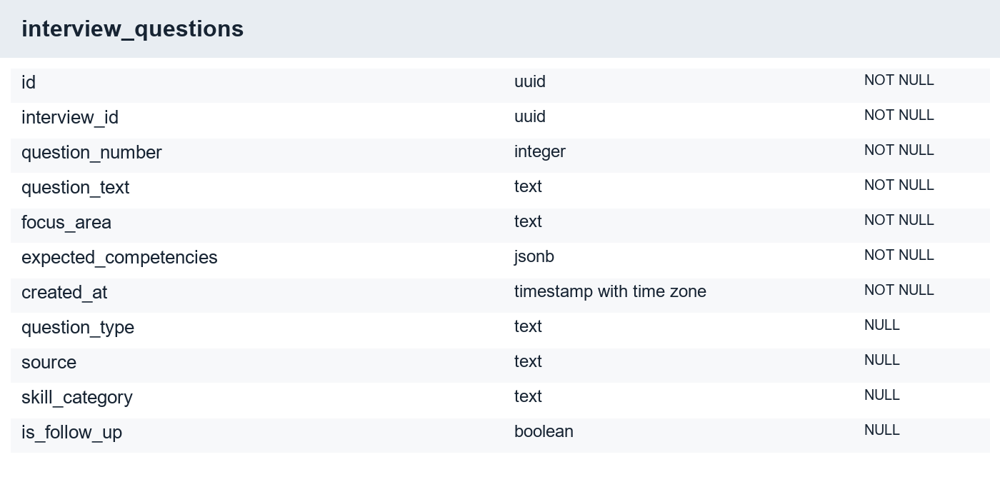 interview_questions
id uuid NOT NULL
interview_id uuid NOT NULL
question_number integer NOT NULL
question_text text NOT NULL
focus_area text NOT NULL
expected_competencies jsonb NOT NULL
created_at timestamp with time zone NOT NULL
question_type text NULL
source text NULL
skill_category text NULL
is_follow_up boolean NULL